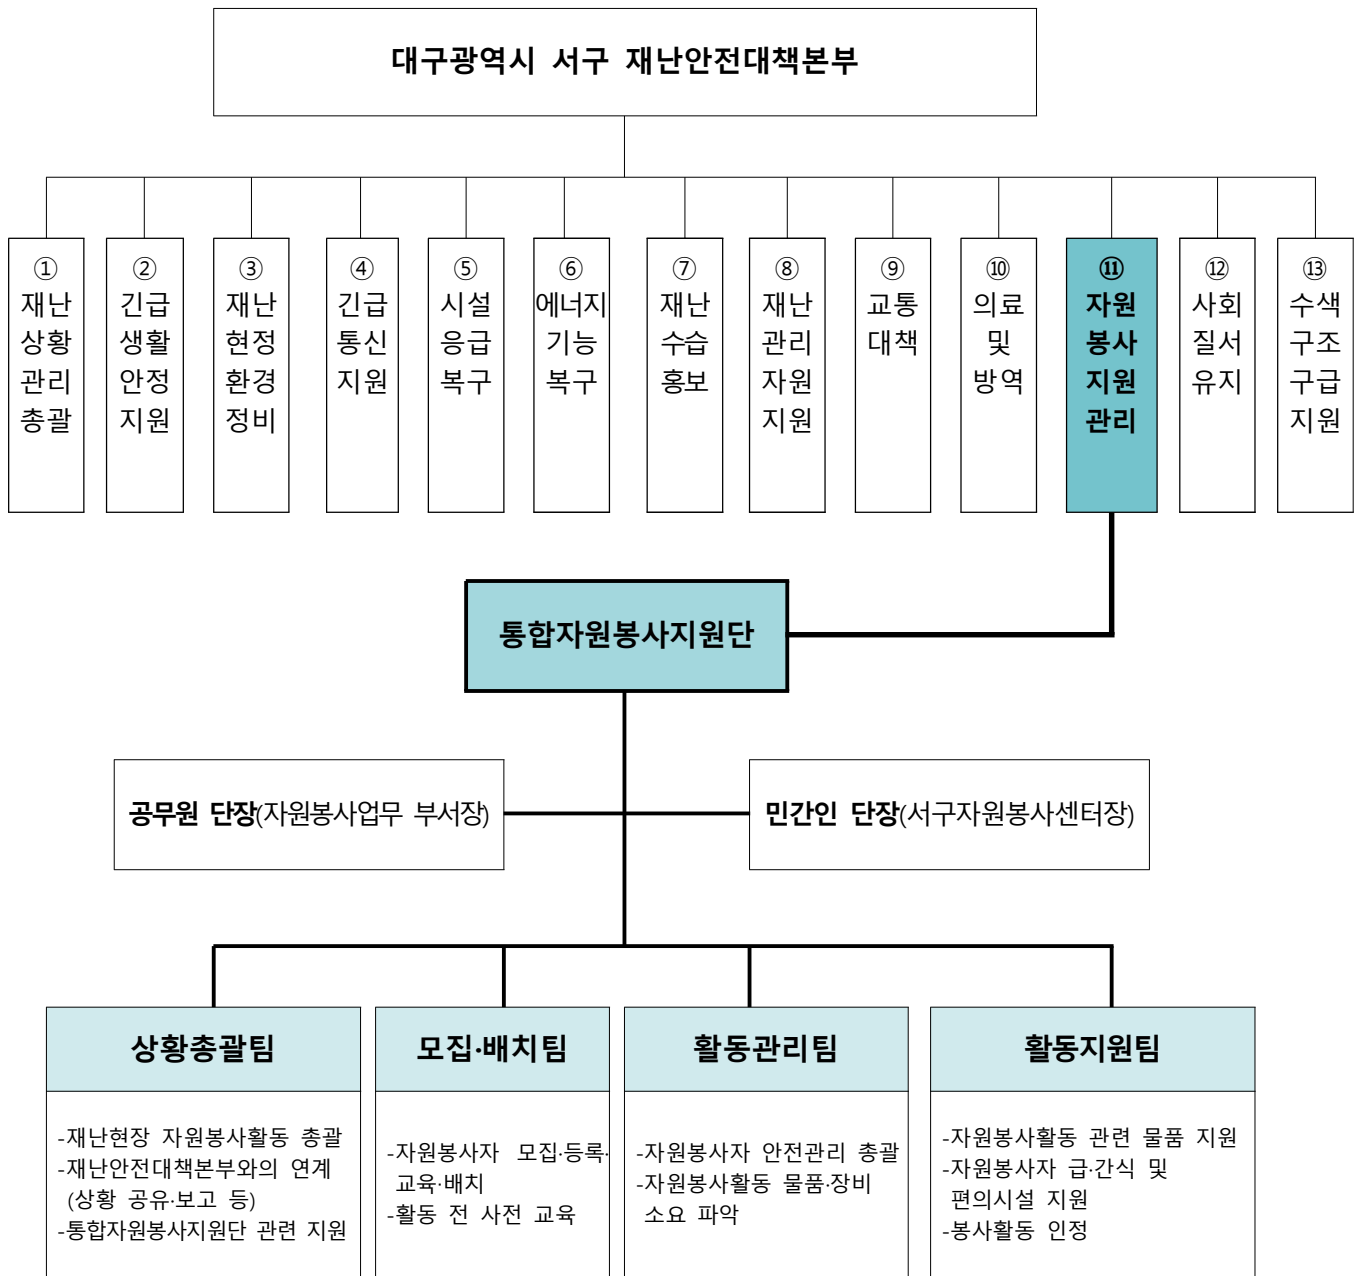 대구광역시 서구 재난안전대책본부
①
재난
상황
관리
총괄
②
긴급
생활
안정
지원
③
재난
현정
환경
정비
④
긴급
통신
지원
⑤
시설
응급
복구
⑥
에너지
기능
복구
⑦
재난
수습
홍보
⑧
재난
관리
자원
지원
⑨
교통
대책
⑩
의료
및
방역
⑪
자원
봉사
지원
관리
⑫
사회
질서
유지
⑬
수색
구조
구급
지원
통합자원봉사지원단
공무원 단장(자원봉사업무 부서장)
민간인 단장(서구자원봉사센터장)
상황총괄팀
-재난현장 자원봉사활동 총괄
-재난안전대책본부와의 연계
(상황 공유·보고 등)
-통합자원봉사지원단 관련 지원
모집·배치팀
-자원봉사자 모집·등록·
교육·배치
-활동 전 사전 교육
활동관리팀
-자원봉사자 안전관리 총괄
-자원봉사활동 물품·장비
소요 파악
활동지원팀
-자원봉사활동 관련 물품 지원
-자원봉사자 급·간식 및
편의시설 지원
-봉사활동 인정